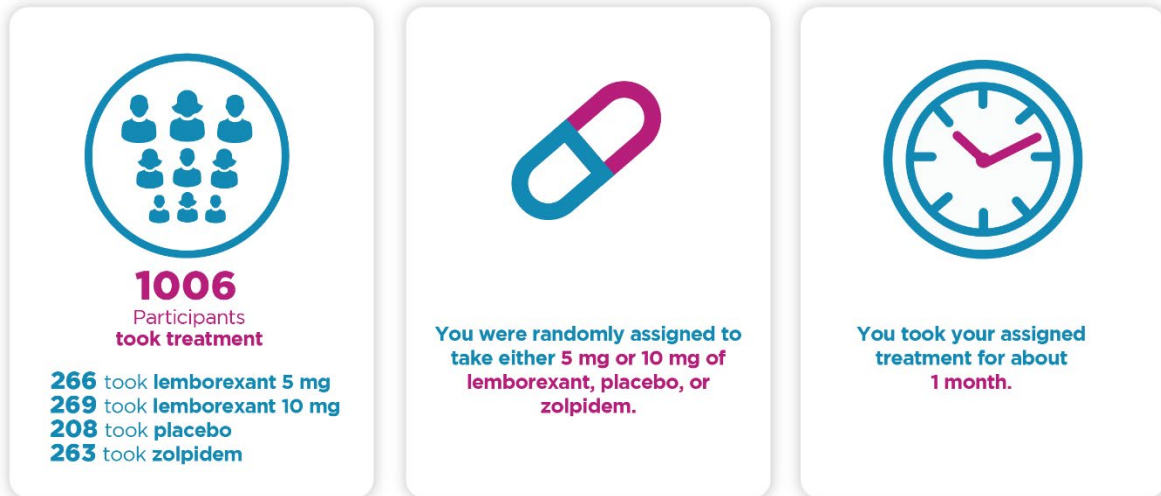 1006
Participants
took treatment
266 took lemborexant 5 mg
269 took lemborexant 10 mg
208 took placebo
263 took zolpidem
You were randomly assigned to
take either 5 mg or 10 mg of
lemborexant, placebo, or
zolpidem.
You took your assigned
treatment for about
1 month.